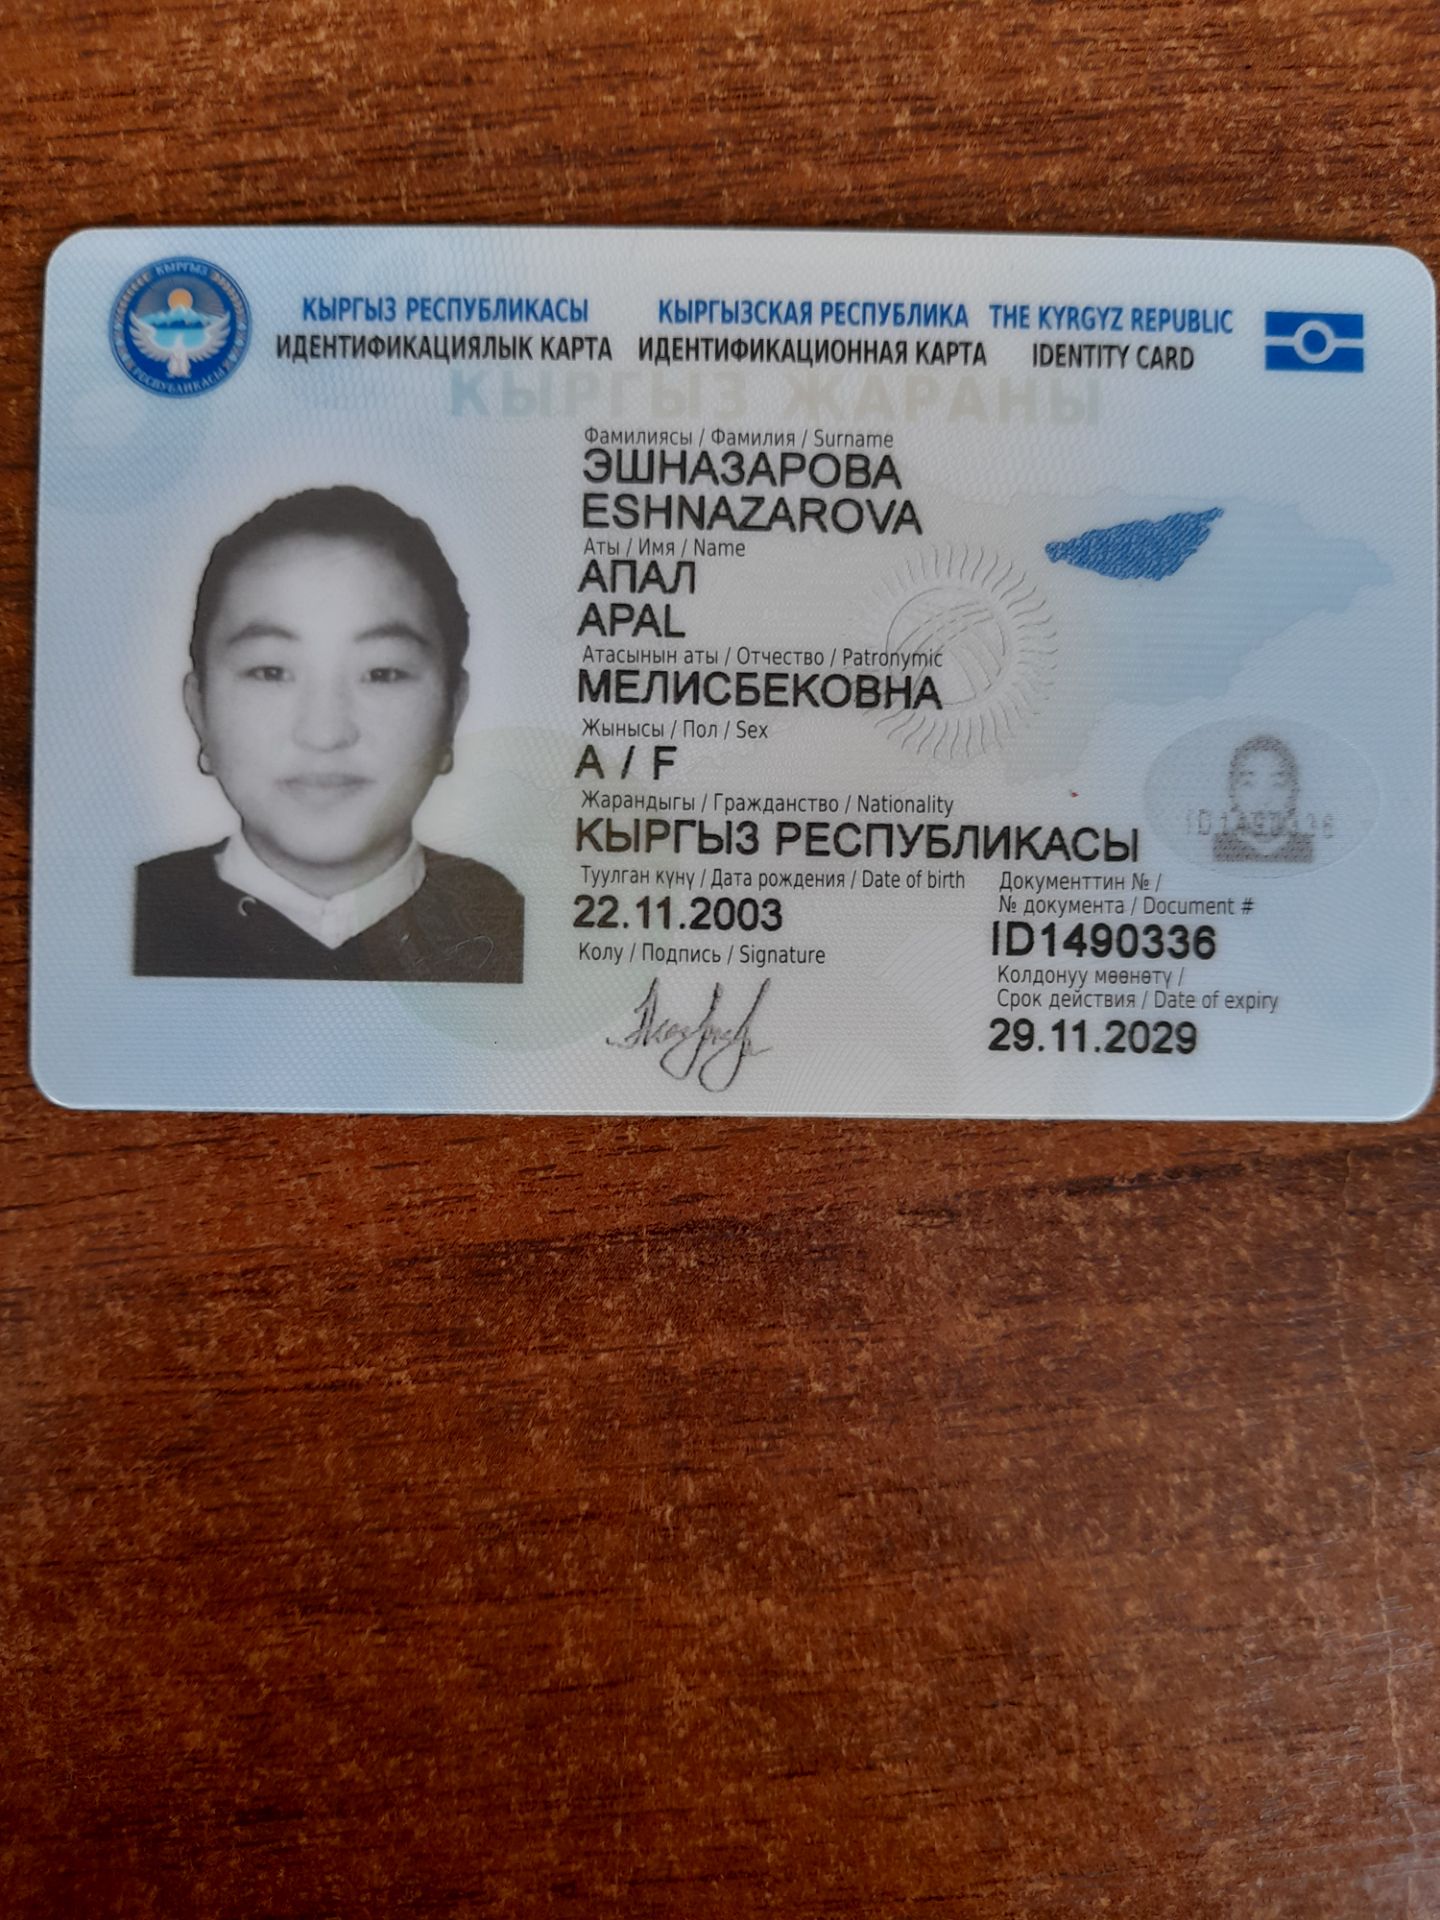 КЫРГЫЗ РЕСПУБЛИКАСЫ
КЫРГЫЗ РЕСПУБЛИКАСЫ КЫРГЫЗСКАЯ РЕСПУБЛИКА THE KYRGYZ REPUBLIC
ИДЕНТИФИКАЦИЯЛЫК КАРТА ИДЕНТИФИКАЦИОННАЯ КАРТА IDENTITY CARD
КЫРГЫЗ ЖАРАНЫ
Фамилиясы / Фамилия / Surname
ЭШНАЗАРОВА
ESHNAZAROVA
Аты / Имя / Name
АПАЛ
APAL
Атасынын аты / Отчество / Patronymic
МЕЛИСБЕКОВНА
Жынысы / Пол / Sex
А / F
Жарандыгы / Гражданство / Nationality
КЫРГЫЗ РЕСПУБЛИКАСЫ
Туулган күнү / Дата рождения / Date of birth
22.11.2003
Документтин № /
№ документа / Document #
ID1490336
Колу / Подпись / Signature
Колдонуу мөөнөтү /
Срок действия / Date of expiry
29.11.2029